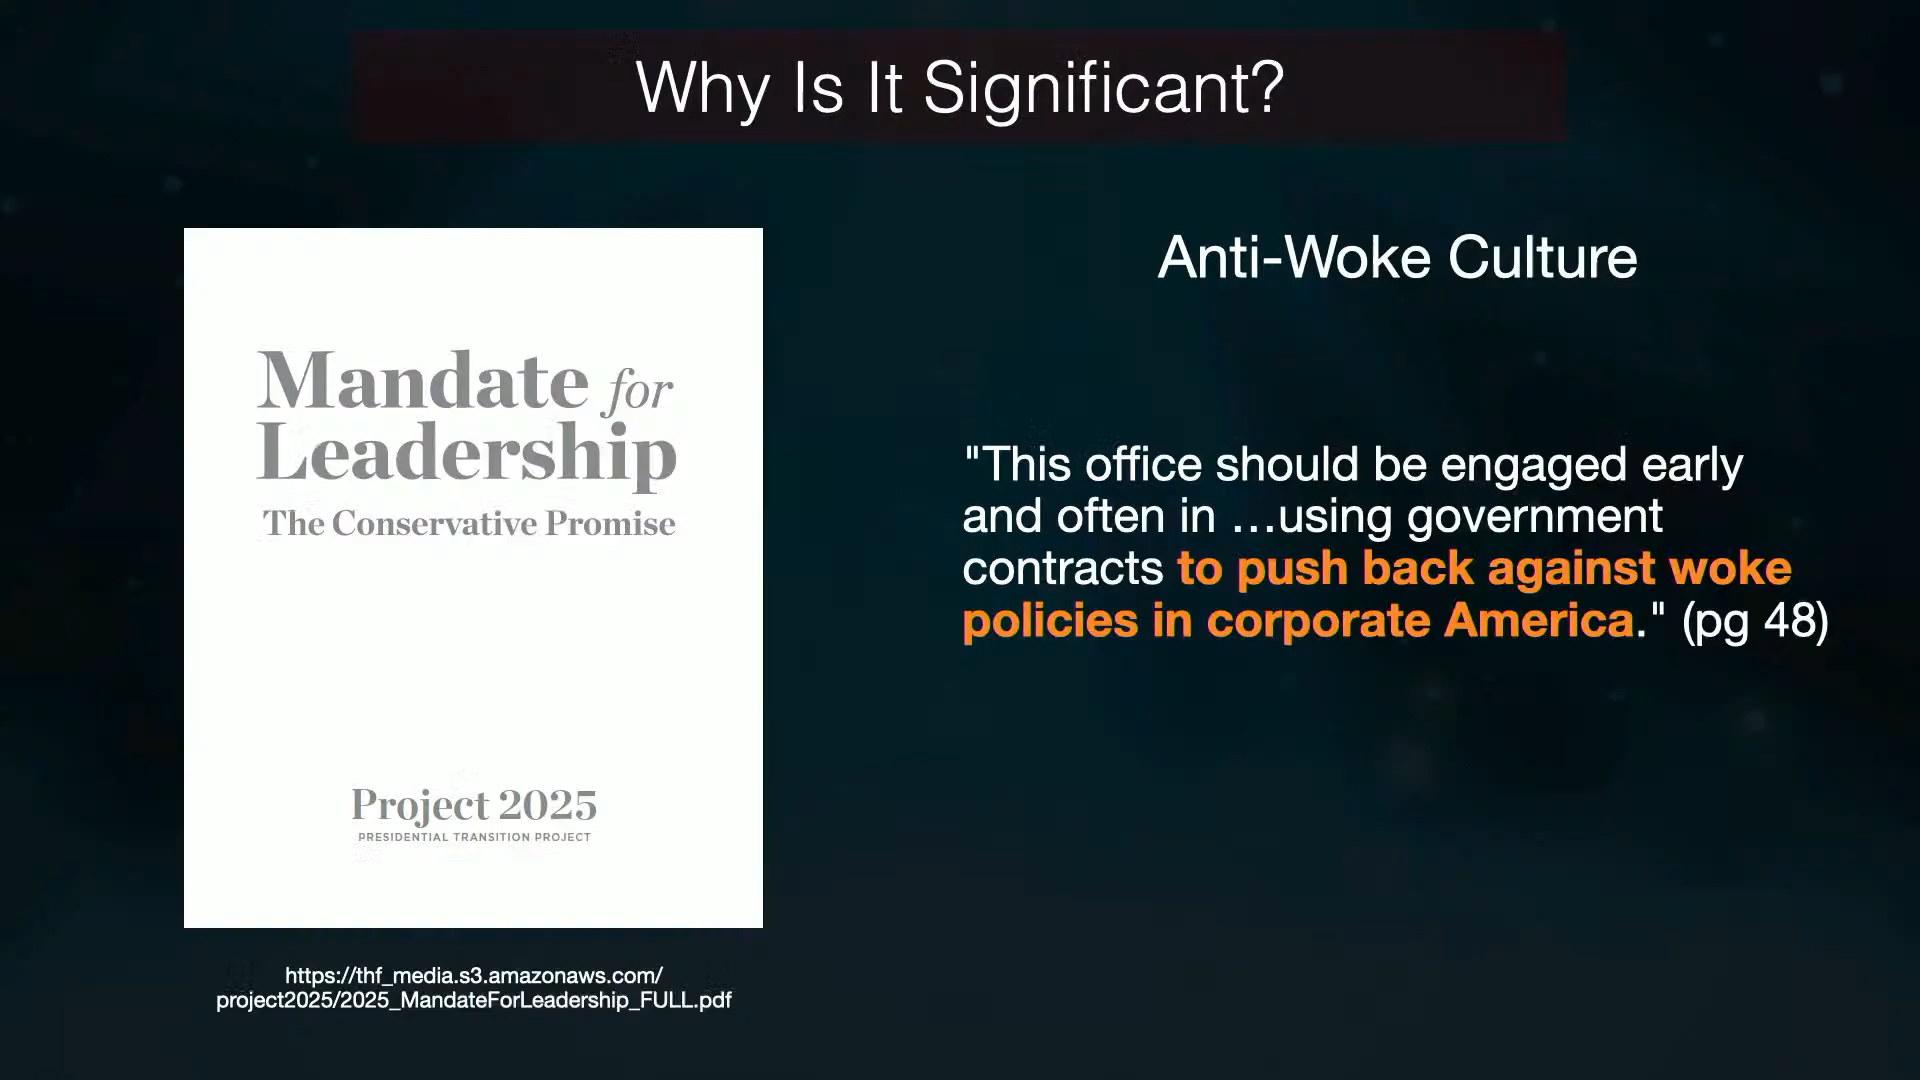 Why Is It Significant?
Mandate for
Leadership
The Conservative Promise
Project 2025
PRESIDENTIAL TRANSITION PROJECT
https://thf_media.s3.amazonaws.com/
project2025/2025_MandateForLeadership_FULL.pdf
Anti-Woke Culture
"This office should be engaged early
and often in …using government
contracts to push back against woke
policies in corporate America." (pg 48)